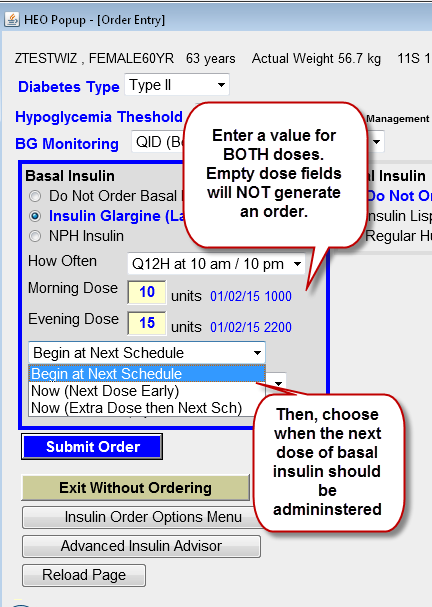 HEO Popup - [Order Entry]
ZTESTWIZ , FEMALE60YR 63 years Actual Weight 56.7 kg 11S 1
Diabetes Type Type II
Hypoglycemia Theshold Management
BG Monitoring QID (B
Enter a value for
BOTH doses.
Empty dose fields
will NOT generate
an order.
Basal Insulin
Do Not Order Basal
Insulin Glargine (La
NPH Insulin
al Insulin
Do Not O
nsulin Lisp
Regular Hu
How Often Q12H at 10 am / 10 pm
Morning Dose 10 units 01/02/15 1000
Evening Dose 15 units 01/02/15 2200
Begin at Next Schedule
Begin at Next Schedule
Now (Next Dose Early)
Now (Extra Dose then Next Sch)
Then, choose
when the next
dose of basal
insulin should
be
admininstered
Submit Order
Exit Without Ordering
Insulin Order Options Menu
Advanced Insulin Advisor
Reload Page